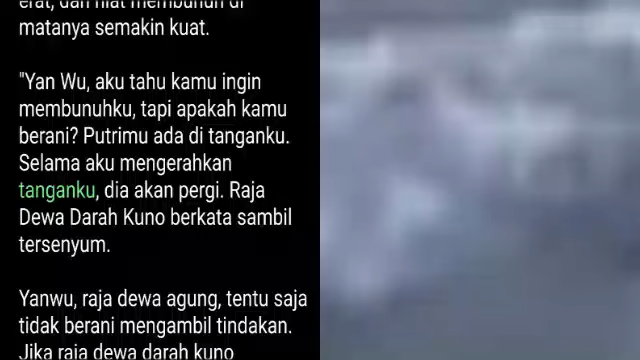 erat, dan niat membunuh di
matanya semakin kuat.
"Yan Wu, aku tahu kamu ingin
membunuhku, tapi apakah kamu
berani? Putrimu ada di tanganku.
Selama aku mengerahkan
tanganku, dia akan pergi. Raja
Dewa Darah Kuno berkata sambil
tersenyum.
Yanwu, raja dewa agung, tentu saja
tidak berani mengambil tindakan.
Jika raja dewa darah kuno